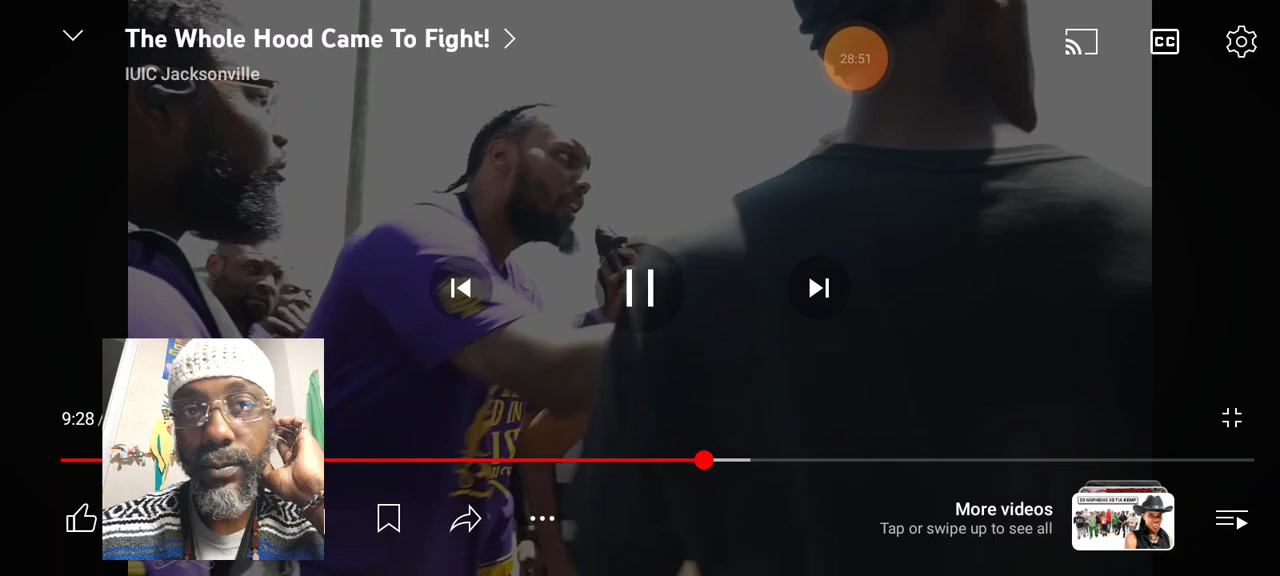 The Whole Hood Came To Fight!
IUIC Jacksonville
28:51
CC
9:28 /
More videos
Tap or swipe up to see all